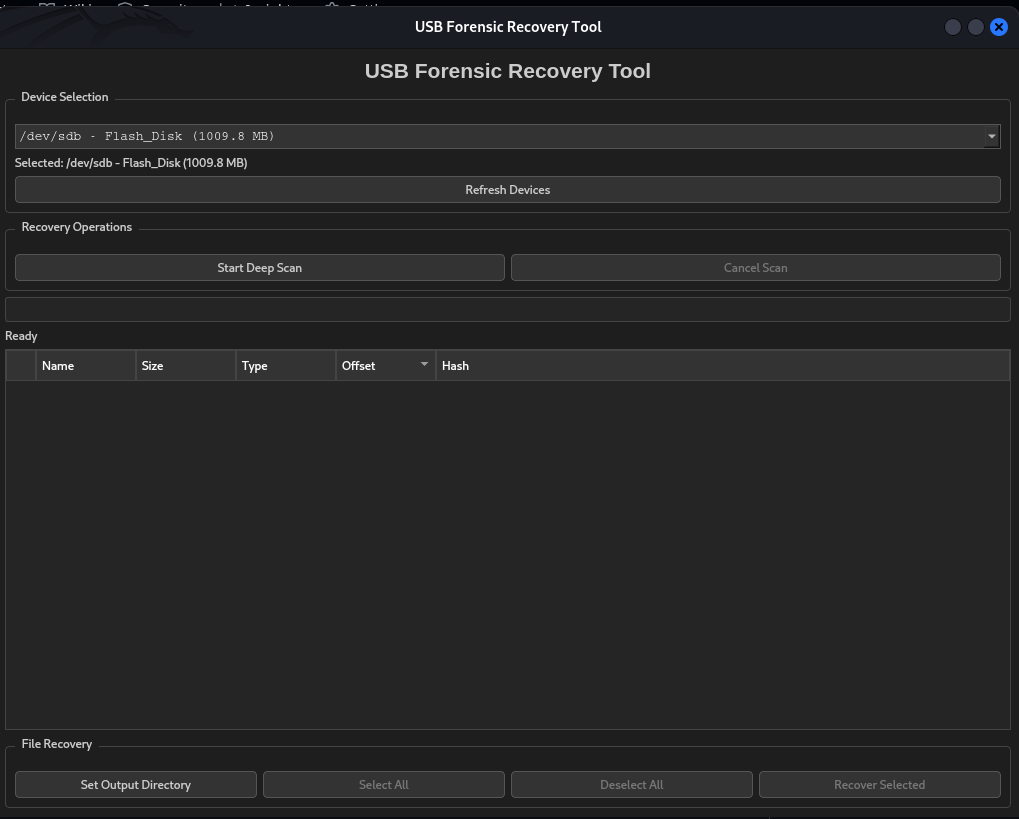 USB Forensic Recovery Tool
USB Forensic Recovery Tool
Device Selection
/dev/sdb - Flash_Disk (1009.8 MB)
Selected: /dev/sdb - Flash_Disk (1009.8 MB)
Refresh Devices
Recovery Operations
Start Deep Scan Cancel Scan
Ready
Name Size Type Offset Hash
File Recovery
Set Output Directory Select All Deselect All Recover Selected